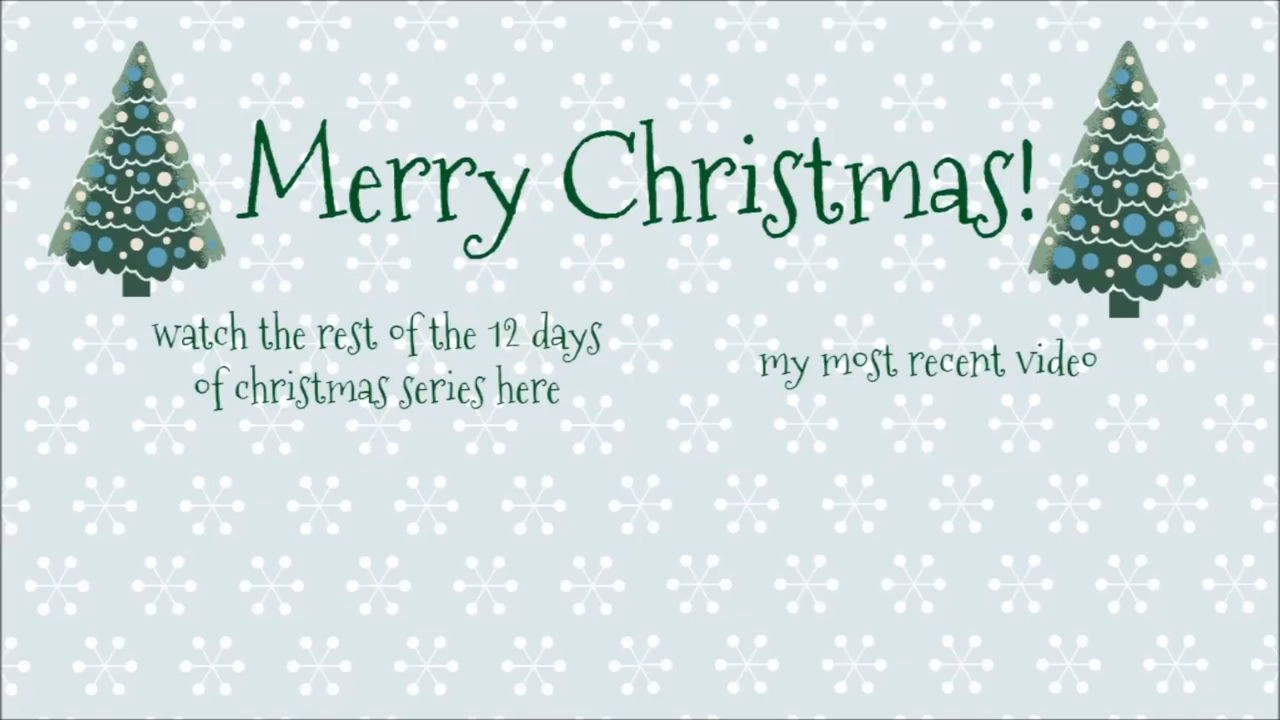 Merry Christmas!
watch the rest of the 12 days
of christmas series here
my most recent video